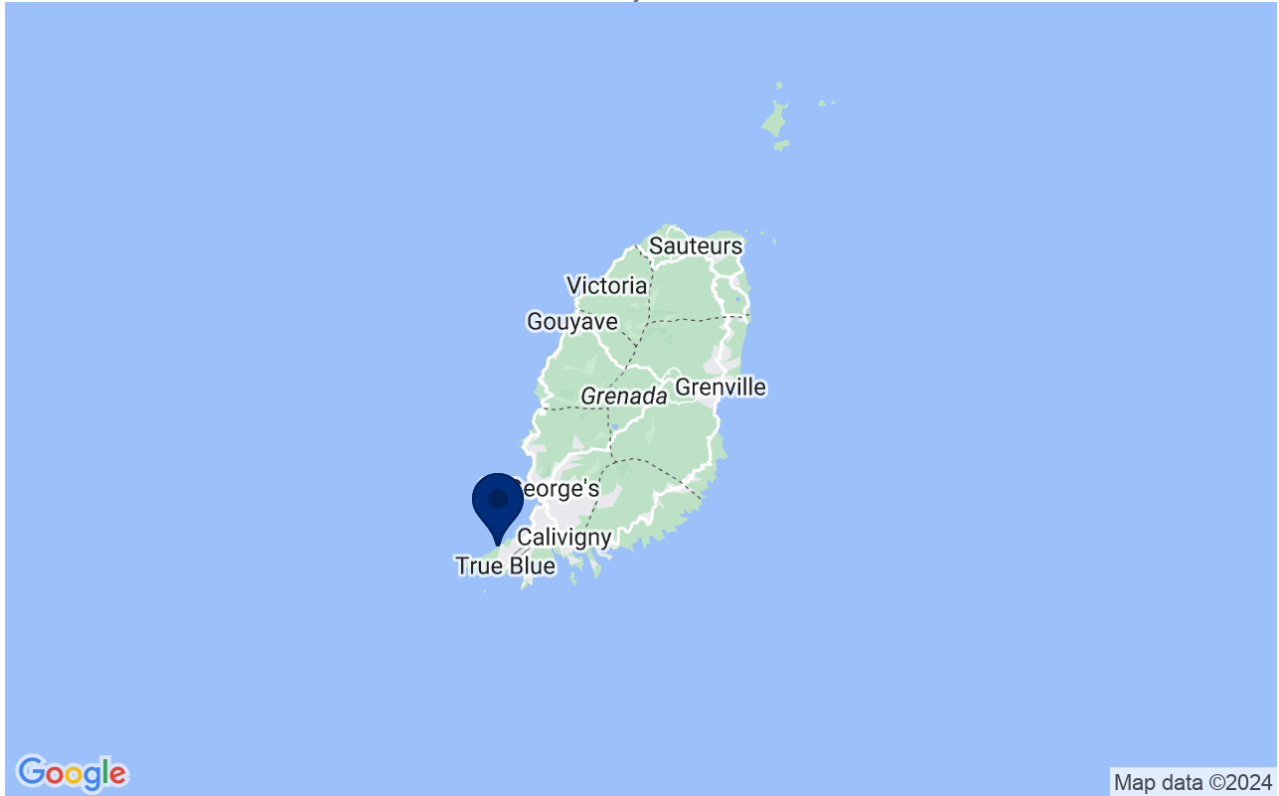 Sauteurs
Victoria
Gouyave
Grenville
Grenada
George's
Calivigny
True Blue
Google
Map data ©2024